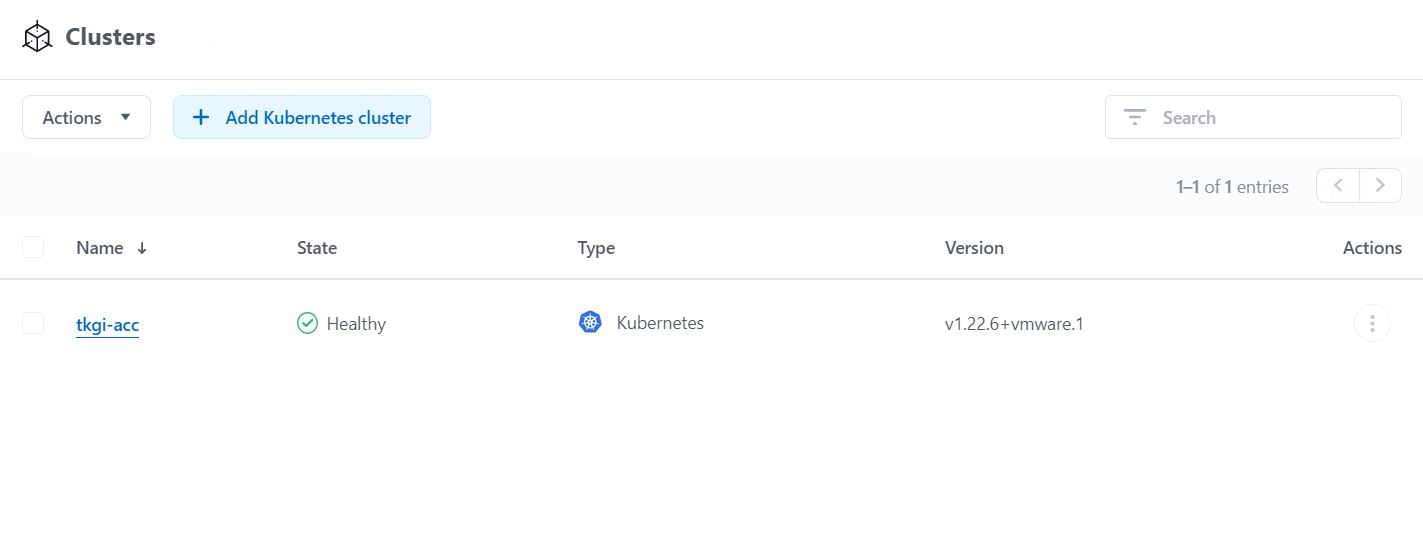 Clusters
Actions
Add Kubernetes cluster
Search
1–1 of 1 entries
Name State Type Version Actions
tkgi-acc Healthy Kubernetes v1.22.6+vmware.1